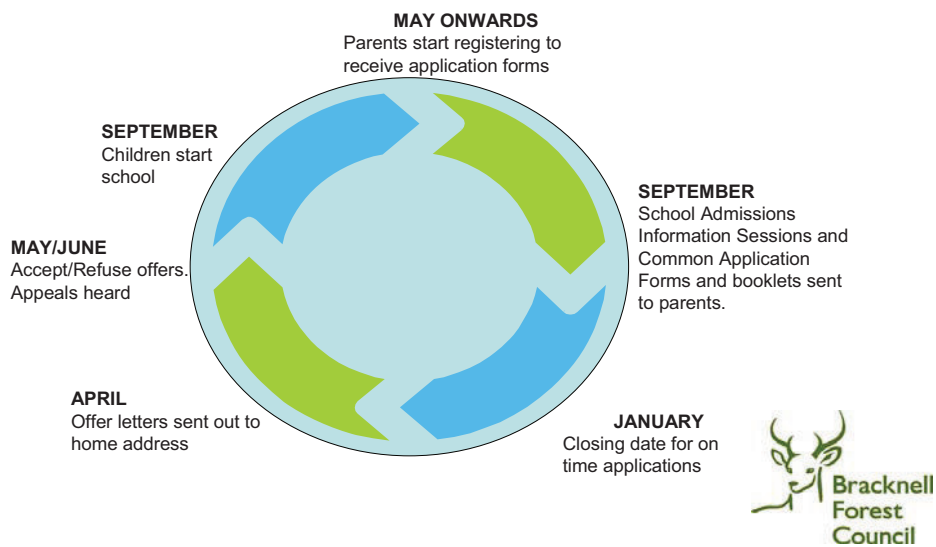 MAY ONWARDS
Parents start registering to
receive application forms
SEPTEMBER
School Admissions
Information Sessions and
Common Application
Forms and booklets sent
to parents.
JANUARY
Closing date for on
time applications
APRIL
Offer letters sent out to
home address
MAY/JUNE
Accept/Refuse offers.
Appeals heard
SEPTEMBER
Children start
school
Bracknell
Forest
Council